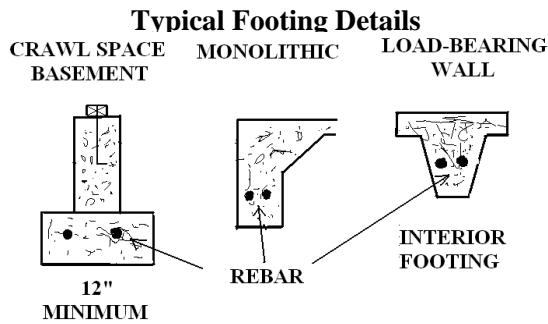 Typical Footing Details
CRAWL SPACE
BASEMENT
MONOLITHIC
LOAD-BEARING
WALL
INTERIOR
FOOTING
REBAR
12"
MINIMUM